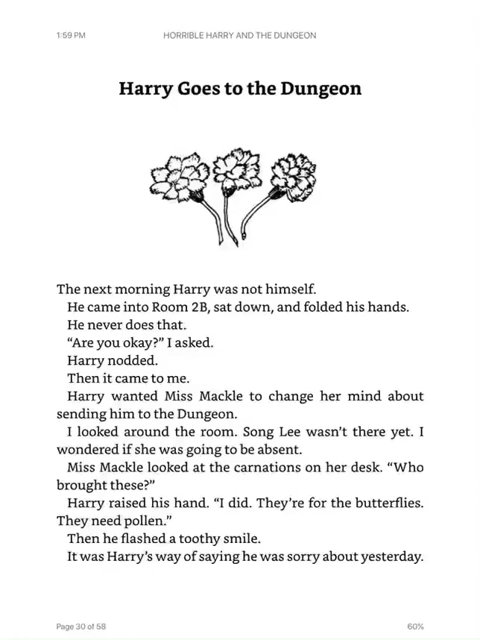 1:59 PM
HORRIBLE HARRY AND THE DUNGEON
Harry Goes to the Dungeon
The next morning Harry was not himself.
He came into Room 2B, sat down, and folded his hands.
He never does that.
“Are you okay?” I asked.
Harry nodded.
Then it came to me.
Harry wanted Miss Mackle to change her mind about
sending him to the Dungeon.
I looked around the room. Song Lee wasn’t there yet. I
wondered if she was going to be absent.
Miss Mackle looked at the carnations on her desk. “Who
brought these?”
Harry raised his hand. “I did. They’re for the butterflies.
They need pollen.”
Then he flashed a toothy smile.
It was Harry’s way of saying he was sorry about yesterday.
Page 30 of 58
60%